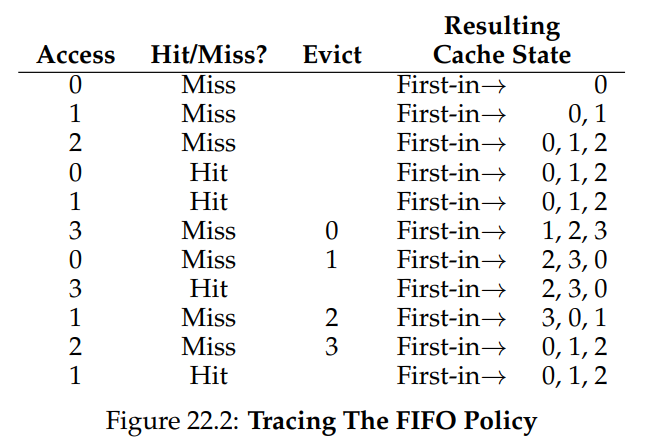 Resulting
Access Hit/Miss? Evict Cache State
0 Miss First-in→ 0
1 Miss First-in→ 0, 1
2 Miss First-in→ 0, 1, 2
0 Hit First-in→ 0, 1, 2
1 Hit First-in→ 0, 1, 2
3 Miss 0 First-in→ 1, 2, 3
0 Miss 1 First-in→ 2, 3, 0
3 Hit First-in→ 2, 3, 0
1 Miss 2 First-in→ 3, 0, 1
2 Miss 3 First-in→ 0, 1, 2
1 Hit First-in→ 0, 1, 2
Figure 22.2: Tracing The FIFO Policy